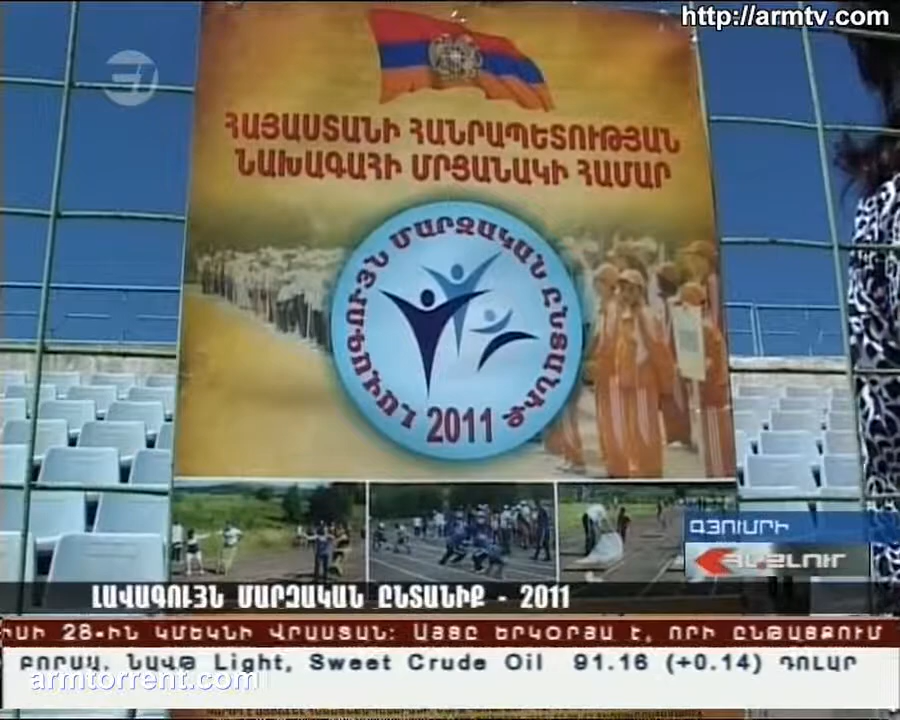 http://armtv.com
ՀԱՅԱՍՏԱՆԻ ՀԱՆՐԱՊԵՏՈՒԹՅԱՆ
ՆԱԽԱԳԱՀԻ ՄՐՑԱՆԱԿԻ ՀԱՄԱՐ
ԼԱՎԱԳՈՒՅՆ ՄԱՐԶԱԿԱՆ ԸՆՏԱՆԻՔ
2011
ԳՅՈՒՄՐԻ
ՀԱՅԼՈՒՐ
ԼԱՎԱԳՈՒՅՆ ՄԱՐԶԱԿԱՆ ԸՆՏԱՆԻՔ - 2011
ԻՍԻ 28-ԻՆ ԿՄԵԿՆԻ ՎՐԱՍՏԱՆ: ԱՅՑԸ ԵՐԿՕՐՅԱ Է, ՈՐԻ ԸՆԹԱՑՔՈՒՄ
ԲՈՐՍԱ. ՆԱՎԹ Light, Sweet Crude Oil 91.16 (+0.14) ԴՈԼԱՐ
armtorrent.com